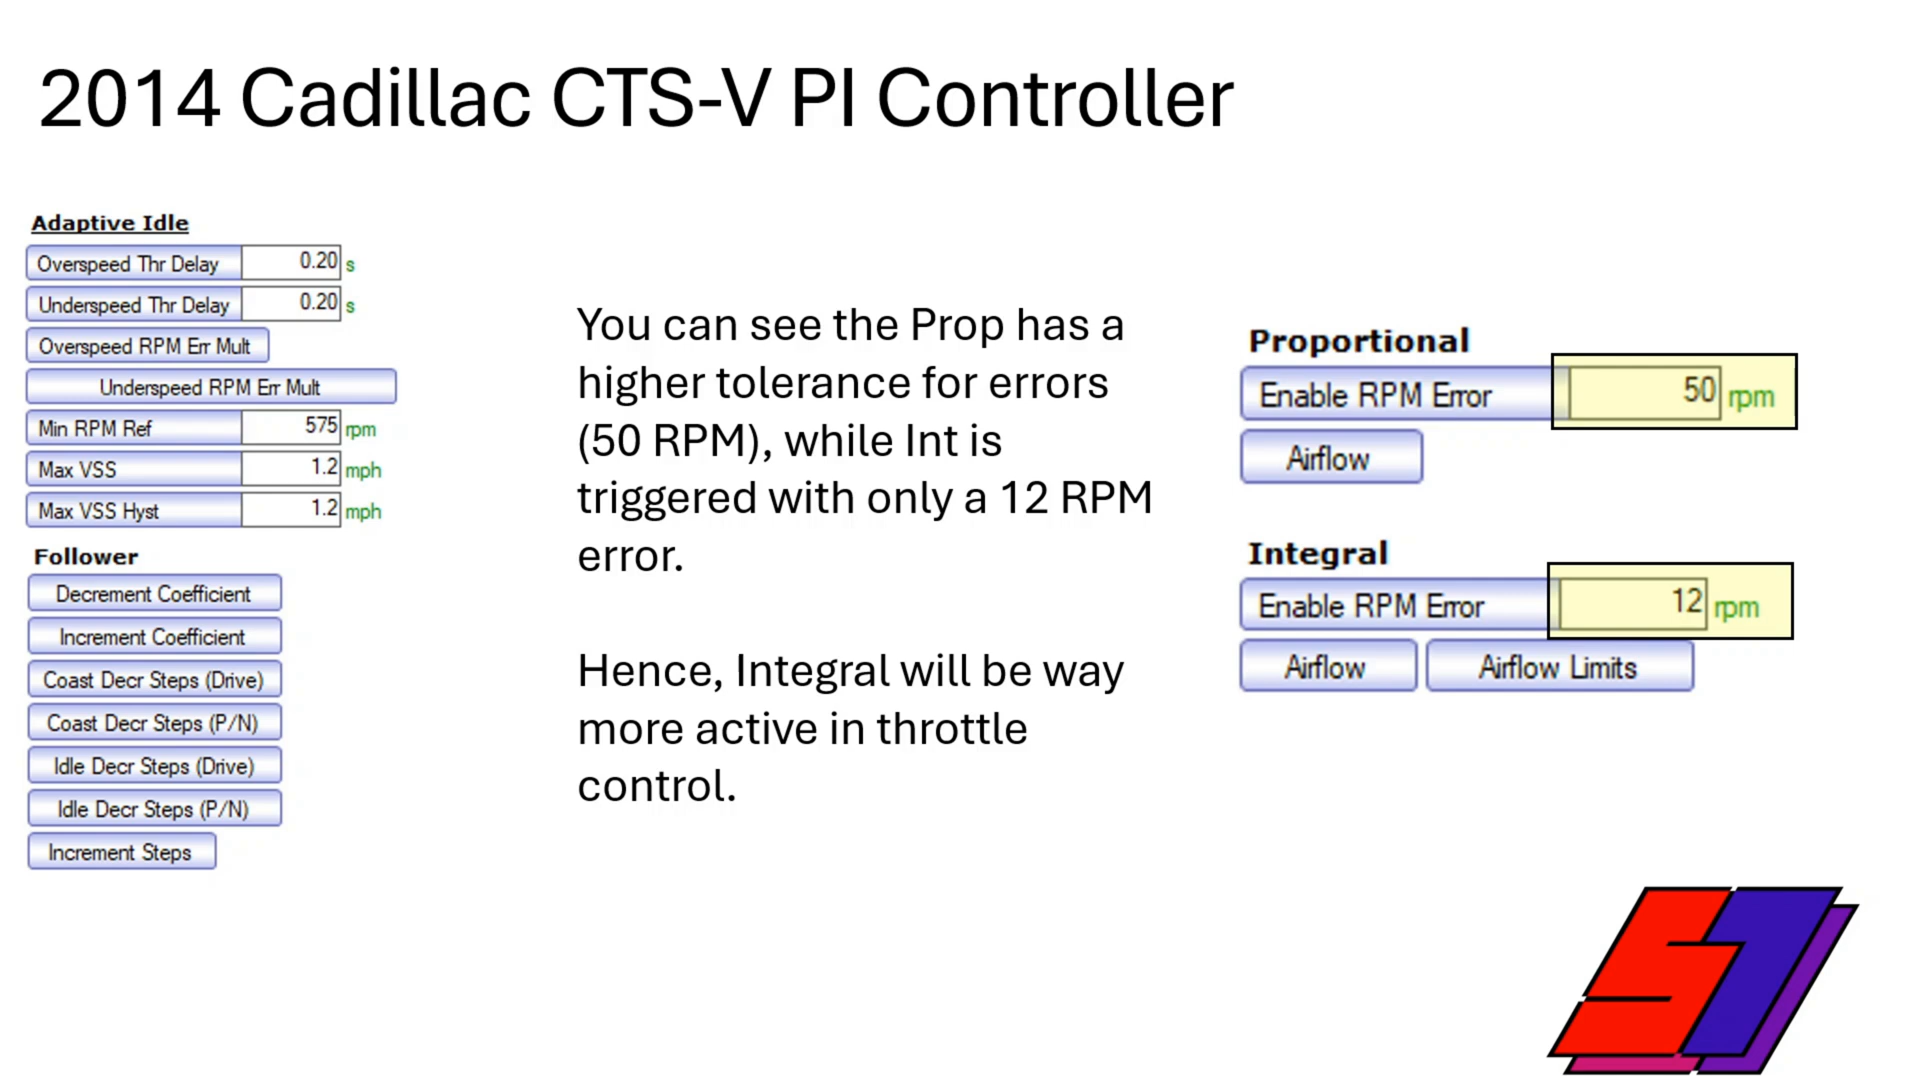 2014 Cadillac CTS-V PI Controller
Adaptive Idle
Overspeed Thr Delay 0.20 s
Underspeed Thr Delay 0.20 s
Overspeed RPM Err Mult
Underspeed RPM Err Mult
Min RPM Ref 575 rpm
Max VSS 1.2 mph
Max VSS Hyst 1.2 mph
Follower
Decrement Coefficient
Increment Coefficient
Coast Decr Steps (Drive)
Coast Decr Steps (P/N)
Idle Decr Steps (Drive)
Idle Decr Steps (P/N)
Increment Steps
You can see the Prop has a
higher tolerance for errors
(50 RPM), while Int is
triggered with only a 12 RPM
error.
Hence, Integral will be way
more active in throttle
control.
Proportional
Enable RPM Error 50 rpm
Airflow
Integral
Enable RPM Error 12 rpm
Airflow Airflow Limits